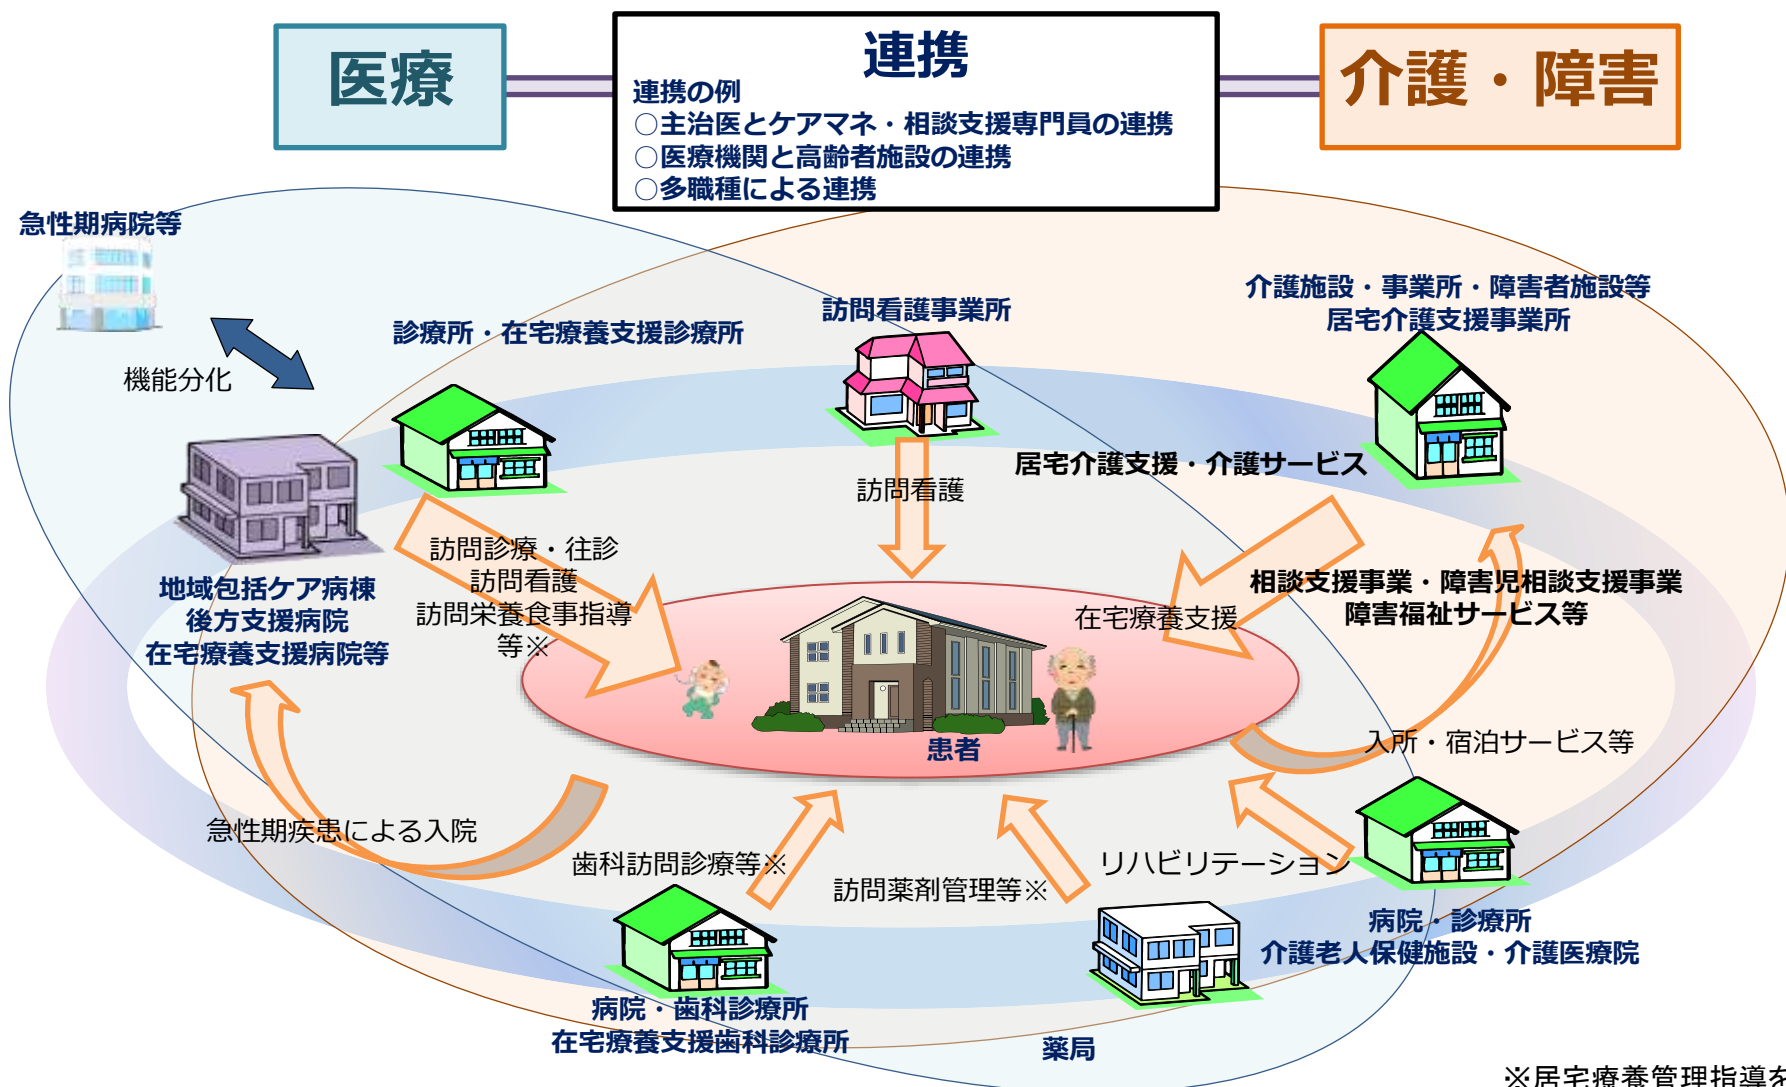 医療
連携
連携の例
○主治医とケアマネ・相談支援専門員の連携
○医療機関と高齢者施設の連携
○多職種による連携
介護・障害
急性期病院等
機能分化
診療所・在宅療養支援診療所
訪問看護事業所
介護施設・事業所・障害者施設等
居宅介護支援事業所
訪問看護
居宅介護支援・介護サービス
訪問診療・往診
訪問看護
訪問栄養食事指導
等※
地域包括ケア病棟
後方支援病院
在宅療養支援病院等
在宅療養支援
相談支援事業・障害児相談支援事業
障害福祉サービス等
患者
入所・宿泊サービス等
急性期疾患による入院
歯科訪問診療等※
訪問薬剤管理等※
リハビリテーション
病院・診療所
介護老人保健施設・介護医療院
病院・歯科診療所
在宅療養支援歯科診療所
薬局
※居宅療養管理指導を